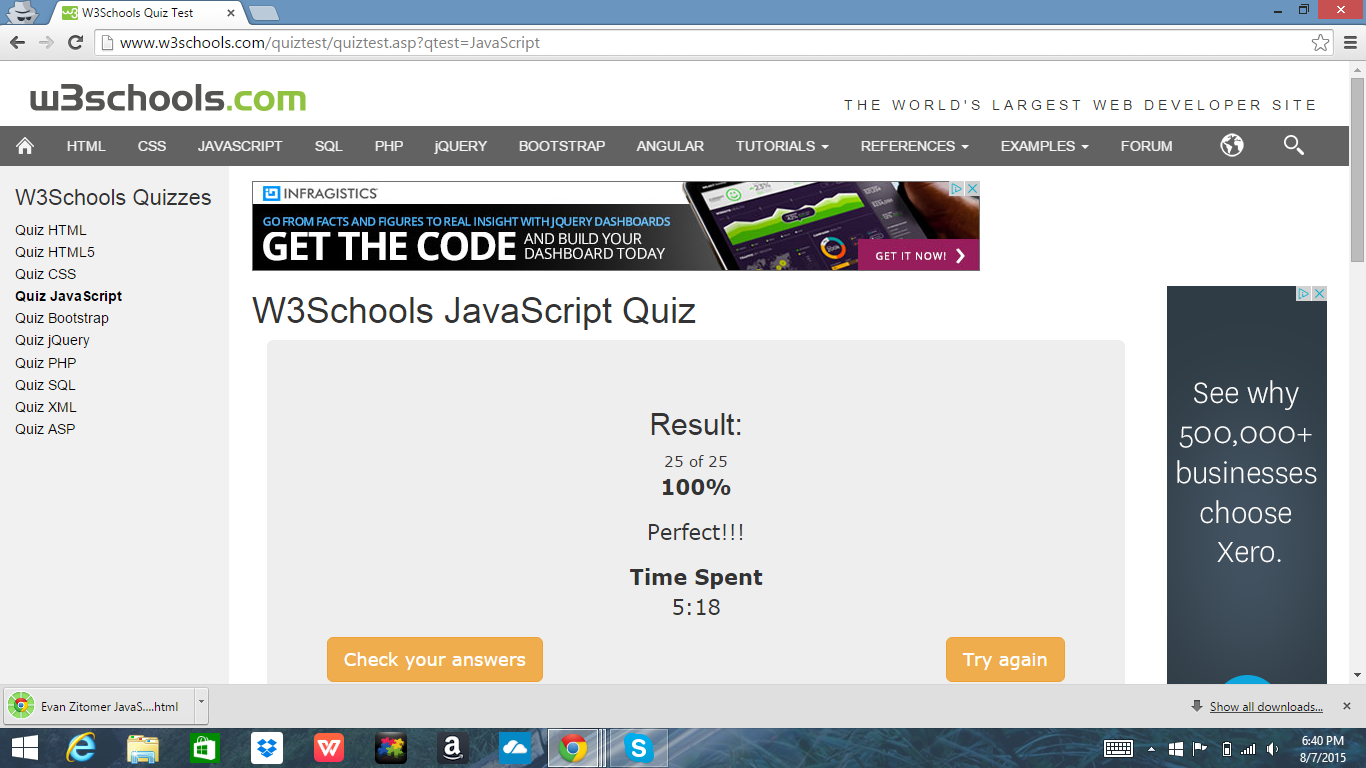 W3Schools Quiz Test
www.w3schools.com/quiztest/quiztest.asp?qtest=JavaScript
w3schools.com
THE WORLD'S LARGEST WEB DEVELOPER SITE
HTML CSS JAVASCRIPT SQL PHP jQUERY BOOTSTRAP ANGULAR TUTORIALS REFERENCES EXAMPLES FORUM
W3Schools Quizzes
Quiz HTML
Quiz HTML5
Quiz CSS
Quiz JavaScript
Quiz Bootstrap
Quiz jQuery
Quiz PHP
Quiz SQL
Quiz XML
Quiz ASP
INFRAGISTICS
GO FROM FACTS AND FIGURES TO REAL INSIGHT WITH JQUERY DASHBOARDS
GET THE CODE
AND BUILD YOUR
DASHBOARD TODAY
GET IT NOW!
W3Schools JavaScript Quiz
Result:
25 of 25
100%
Perfect!!!
Time Spent
5:18
Check your answers
Try again
See why
500,000+
businesses
choose
Xero.
Evan Zitomer JavaS....html
Show all downloads...
6:40 PM
8/7/2015